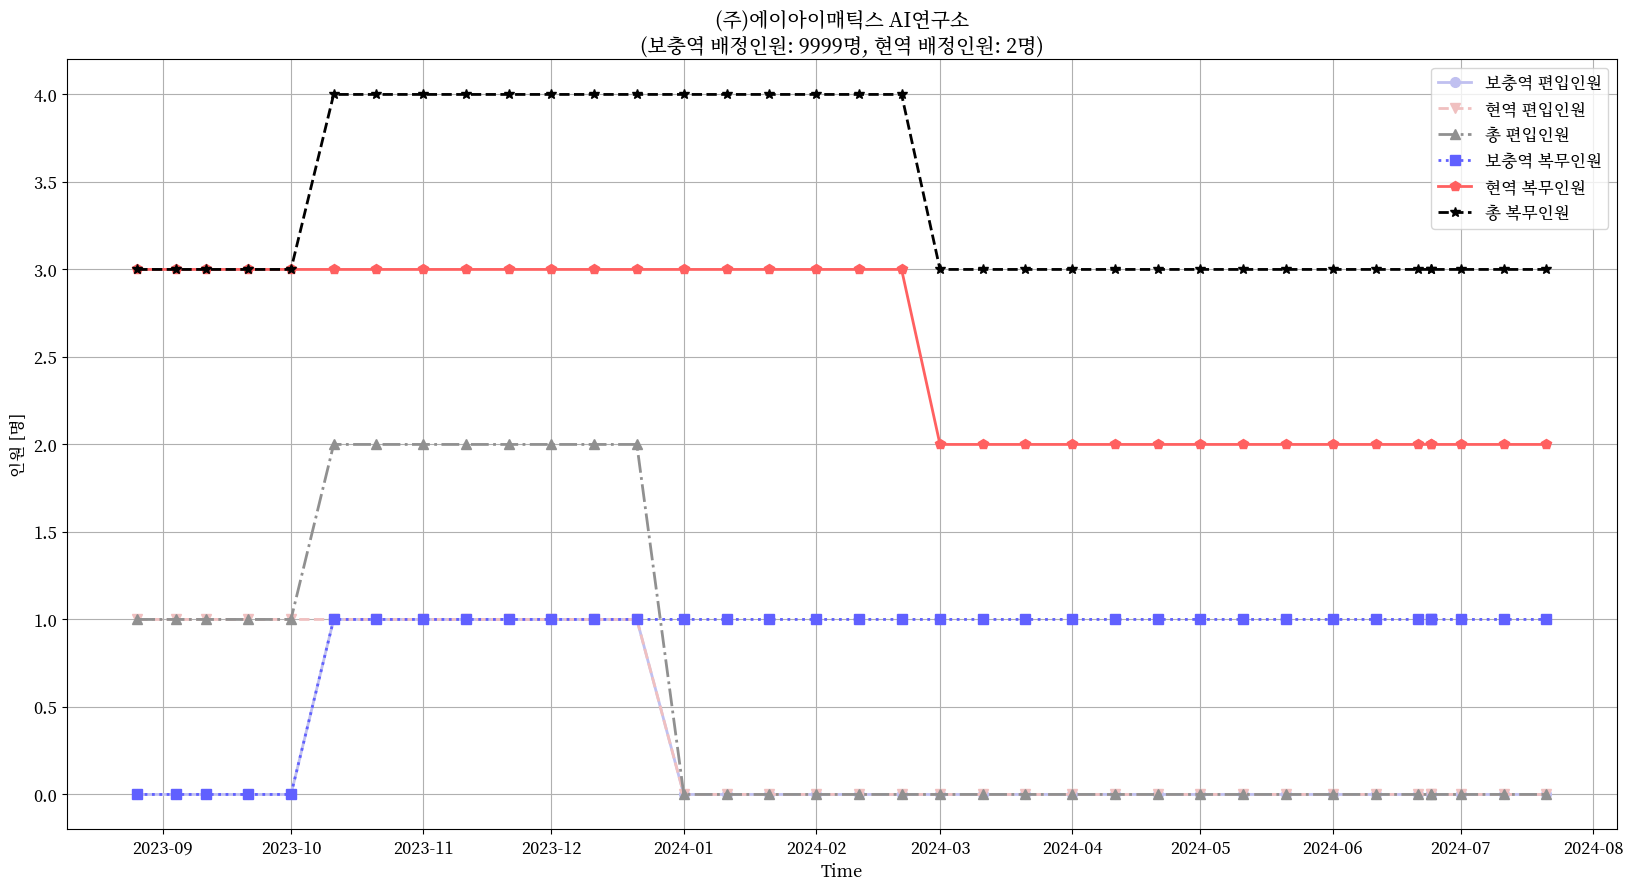 (주)에이아이매틱스 AI연구소
(보충역 배정인원: 9999명, 현역 배정인원: 2명)
보충역 편입인원
현역 편입인원
총 편입인원
보충역 복무인원
현역 복무인원
총 복무인원
인원 [명]
4.0
3.5
3.0
2.5
2.0
1.5
1.0
0.5
0.0
2023-09
2023-10
2023-11
2023-12
2024-01
2024-02
2024-03
2024-04
2024-05
2024-06
2024-07
2024-08
Time